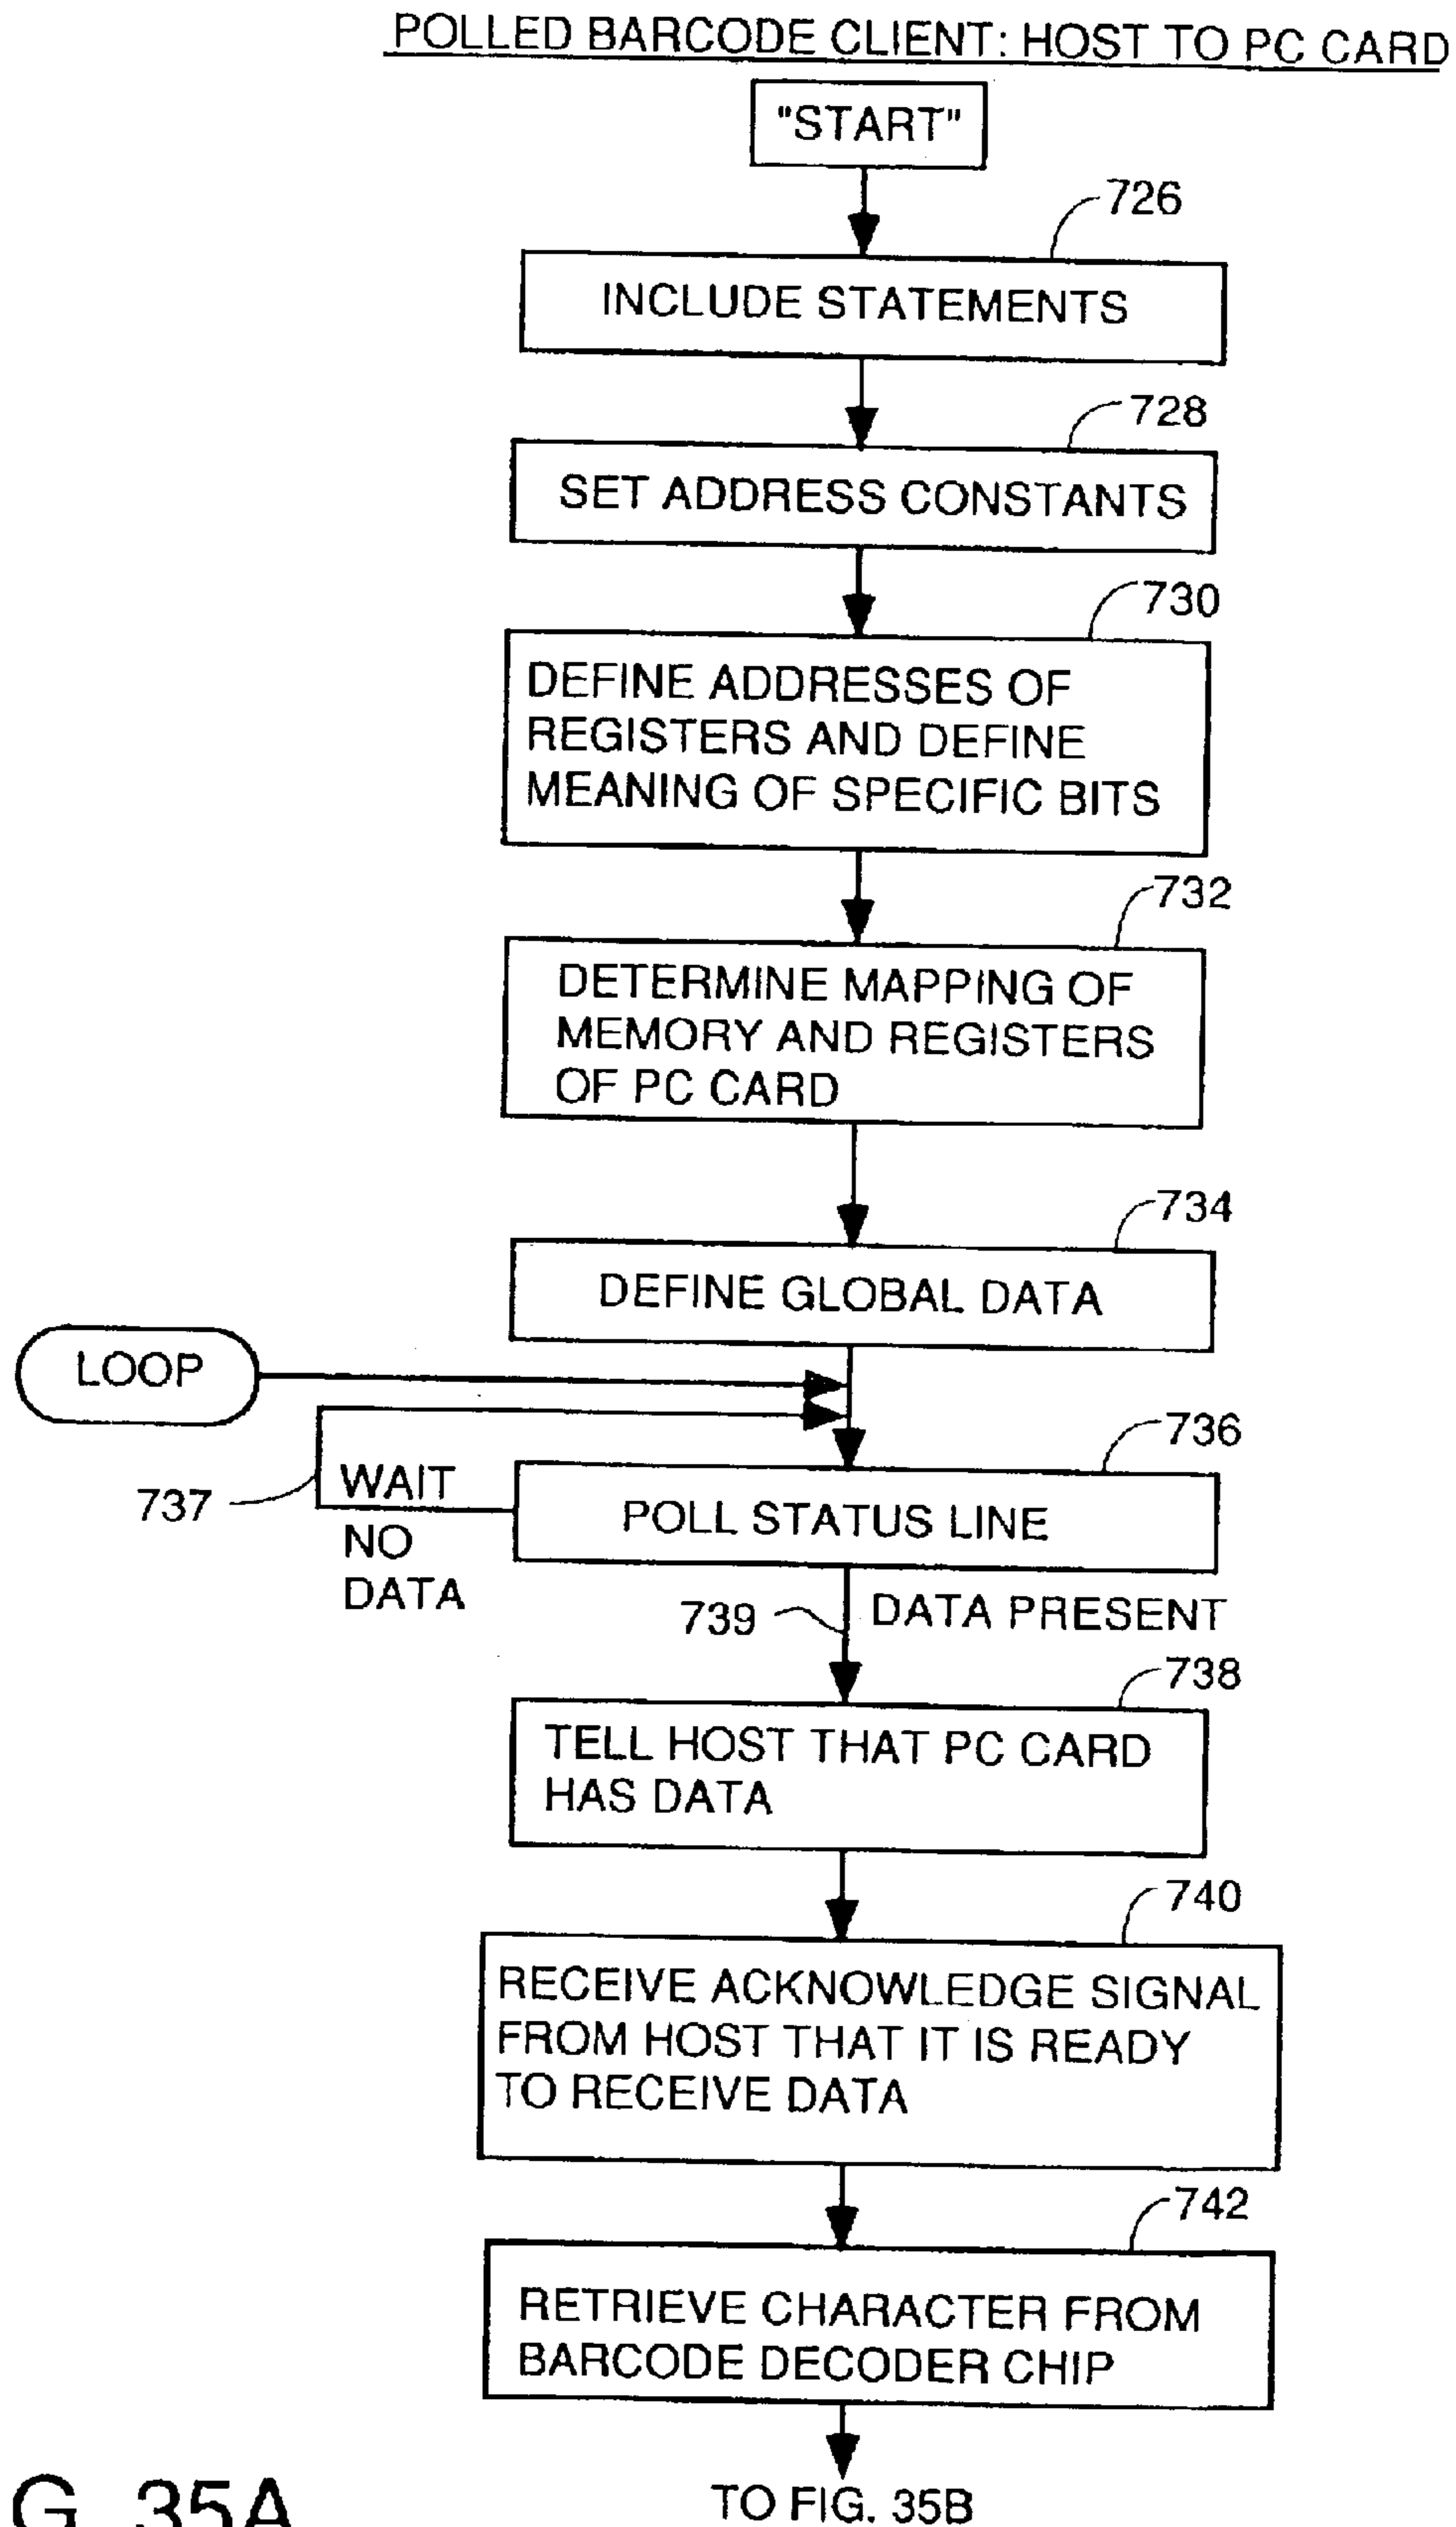 POLLED BARCODE CLIENT: HOST TO PC CARD
"START"
726
INCLUDE STATEMENTS
728
SET ADDRESS CONSTANTS
730
DEFINE ADDRESSES OF
REGISTERS AND DEFINE
MEANING OF SPECIFIC BITS
732
DETERMINE MAPPING OF
MEMORY AND REGISTERS
OF PC CARD
734
DEFINE GLOBAL DATA
LOOP
736
737
WAIT
NO
DATA
POLL STATUS LINE
739
DATA PRESENT
738
TELL HOST THAT PC CARD
HAS DATA
740
RECEIVE ACKNOWLEDGE SIGNAL
FROM HOST THAT IT IS READY
TO RECEIVE DATA
742
RETRIEVE CHARACTER FROM
BARCODE DECODER CHIP
TO FIG. 35B
G. 35A